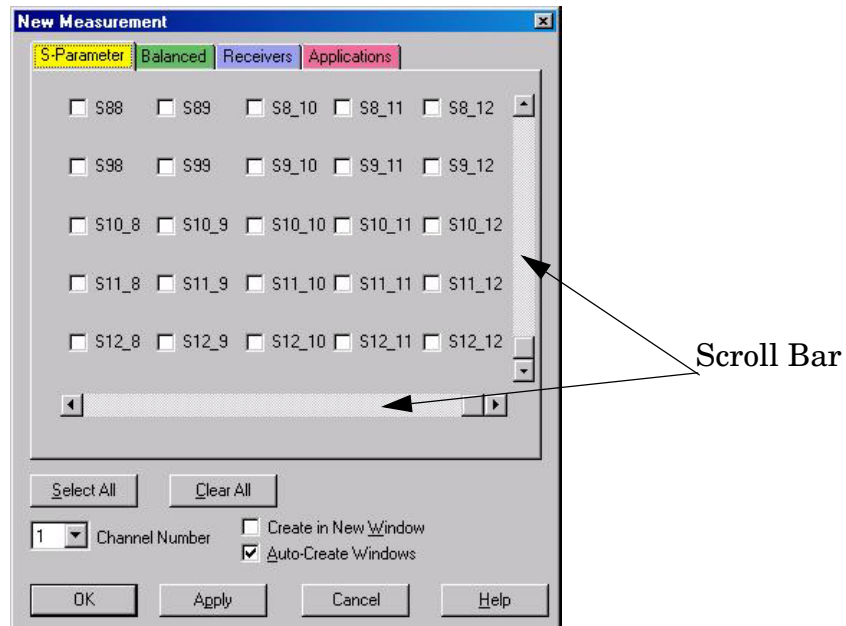 New Measurement
S-Parameter Balanced Receivers Applications
S88 S89 S8_10 S8_11 S8_12
S98 S99 S9_10 S9_11 S9_12
S10_8 S10_9 S10_10 S10_11 S10_12
S11_8 S11_9 S11_10 S11_11 S11_12
S12_8 S12_9 S12_10 S12_11 S12_12
Scroll Bar
Select All Clear All
1 Channel Number
Create in New Window
Auto-Create Windows
OK Apply Cancel Help